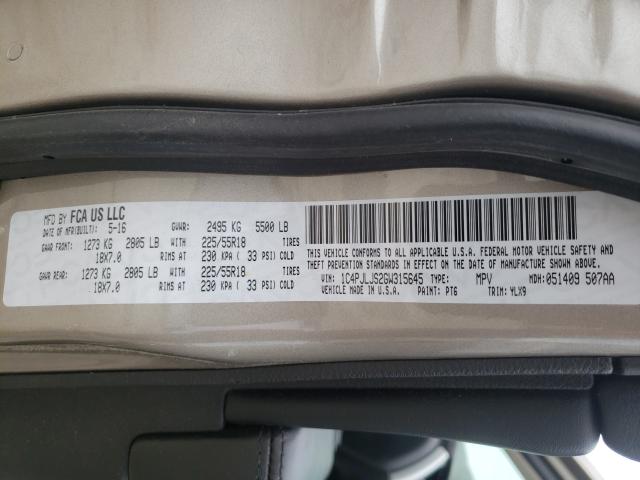 MFD BY FCA US LLC
DATE OF MFR(BUILT): 5-16 GVWR: 2495 KG 5500 LB
GAWR FRONT: 1273 KG 2805 LB WITH 225/55R18 TIRES
18X7.0 RIMS AT 230 KPA ( 33 PSI) COLD
GAWR REAR: 1273 KG 2805 LB WITH 225/55R18 TIRES
18X7.0 RIMS AT 230 KPA ( 33 PSI) COLD
THIS VEHICLE CONFORMS TO ALL APPLICABLE U.S.A. FEDERAL MOTOR VEHICLE SAFETY AND
THEFT PREVENTION STANDARDS IN EFFECT ON THE DATE OF MANUFACTURE SHOWN ABOVE.
VIN: 1C4PJLJS2GW315645 TYPE: MPV MDH: 051409 507AA
VEHICLE MADE IN U.S.A. PAINT: PTG TRIM: YLX9